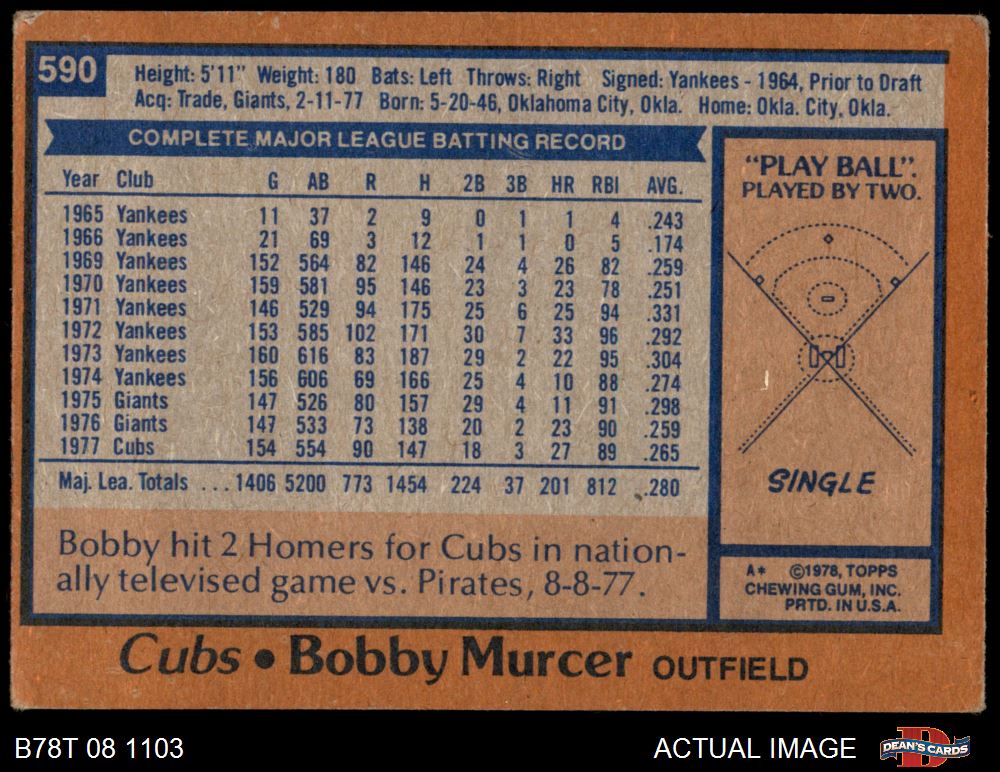 590
Height: 5'11" Weight: 180 Bats: Left Throws: Right Signed: Yankees - 1964, Prior to Draft
Acq: Trade, Giants, 2-11-77 Born: 5-20-46, Oklahoma City, Okla. Home: Okla. City, Okla.
COMPLETE MAJOR LEAGUE BATTING RECORD
Year Club G AB R H 2B 3B HR RBI AVG.
1965 Yankees 11 37 2 9 0 1 1 4 .243
1966 Yankees 21 69 3 12 1 1 0 5 .174
1969 Yankees 152 564 82 146 24 4 26 82 .259
1970 Yankees 159 581 95 146 23 3 23 78 .251
1971 Yankees 146 529 94 175 25 6 25 94 .331
1972 Yankees 153 585 102 171 30 7 33 96 .292
1973 Yankees 160 616 83 187 29 2 22 95 .304
1974 Yankees 156 606 69 166 25 4 10 88 .274
1975 Giants 147 526 80 157 29 4 11 91 .298
1976 Giants 147 533 73 138 20 2 23 90 .259
1977 Cubs 154 554 90 147 18 3 27 89 .265
Maj. Lea. Totals ...1406 5200 773 1454 224 37 201 812 .280
Bobby hit 2 Homers for Cubs in nation-
ally televised game vs. Pirates, 8-8-77.
"PLAY BALL".
PLAYED BY TWO.
SINGLE
A* ©1978, TOPPS
CHEWING GUM, INC.
PRTD. IN U.S.A.
Cubs • Bobby Murcer OUTFIELD
B78T 08 1103
ACTUAL IMAGE
D
DEAN'S CARDS